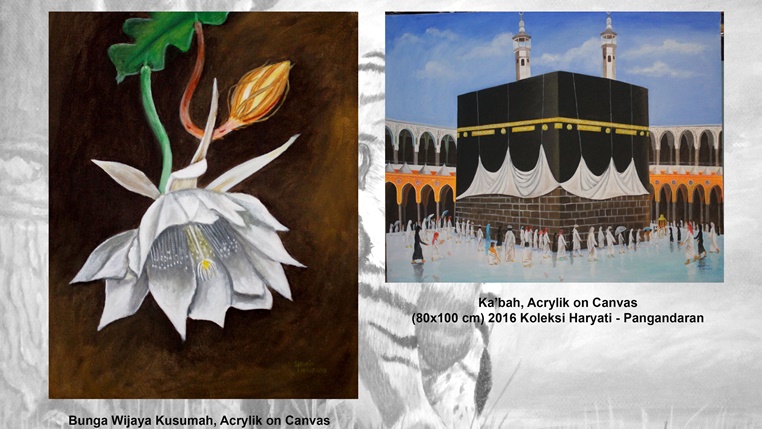 Bunga Wijaya Kusumah, Acrylik on Canvas
Ka'bah, Acrylik on Canvas
(80x100 cm) 2016 Koleksi Haryati - Pangandaran